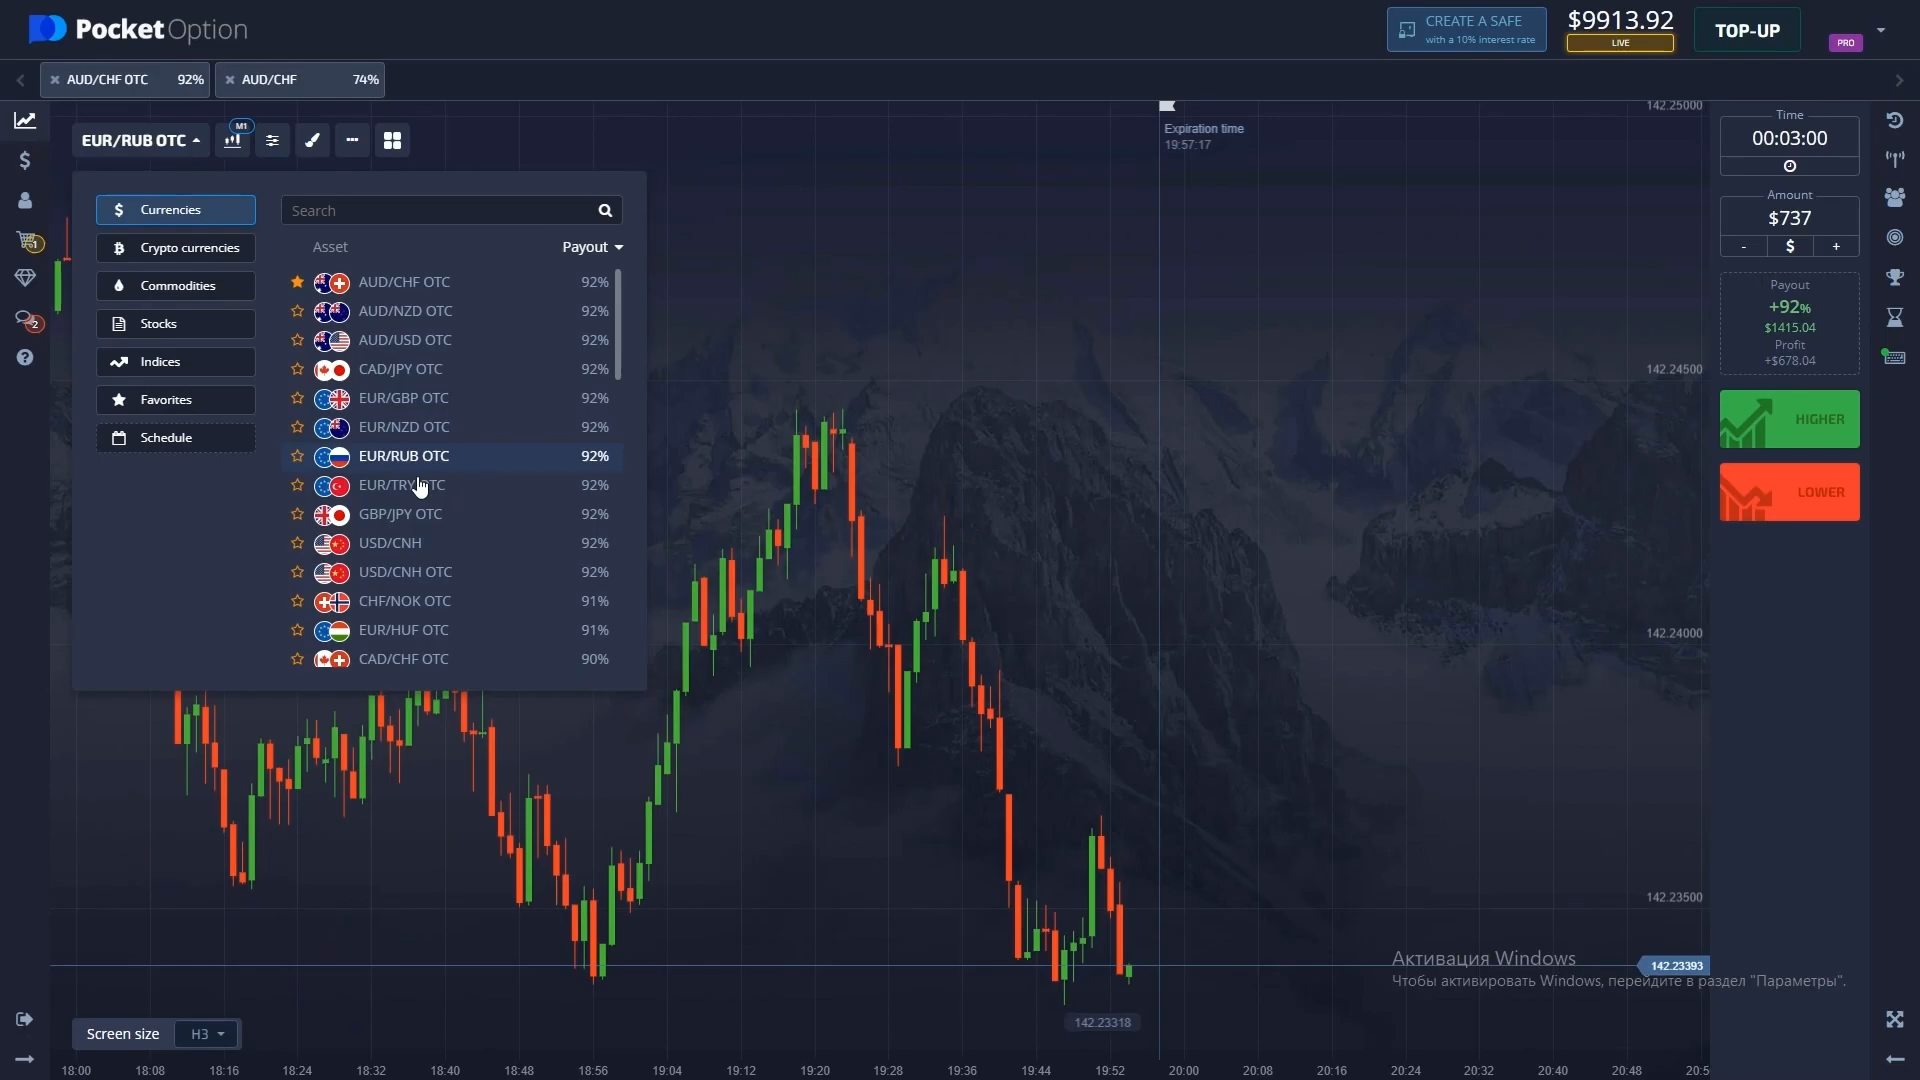 PocketOption
CREATE A SAFE
with a 10% interest rate
$9913.92
LIVE
TOP-UP
PRO
AUD/CHF OTC 92%
AUD/CHF 74%
EUR/RUB OTC
M1
Expiration time
19:57:17
Currencies
Crypto currencies
Commodities
Stocks
Indices
Favorites
Schedule
Search
Asset Payout
AUD/CHF OTC 92%
AUD/NZD OTC 92%
AUD/USD OTC 92%
CAD/JPY OTC 92%
EUR/GBP OTC 92%
EUR/NZD OTC 92%
EUR/RUB OTC 92%
EUR/TRY OTC 92%
GBP/JPY OTC 92%
USD/CNH 92%
USD/CNH OTC 92%
CHF/NOK OTC 91%
EUR/HUF OTC 91%
CAD/CHF OTC 90%
1
2
142.25000
142.24500
142.24000
142.23500
142.23393
142.23318
Time
00:03:00
Amount
$737
- $ +
Payout
+92%
$1415.04
Profit
+$678.04
HIGHER
LOWER
Активация Windows
Чтобы активировать Windows, перейдите в раздел "Параметры".
Screen size H3
18:00 18:08 18:16 18:24 18:32 18:40 18:48 18:56 19:04 19:12 19:20 19:28 19:36 19:44 19:52 20:00 20:08 20:16 20:24 20:32 20:40 20:48